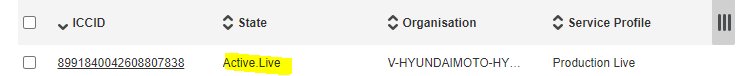 ICCID State Organisation Service Profile
8991840042608807838 Active.Live V-HYUNDAIMOTO-HY... Production Live